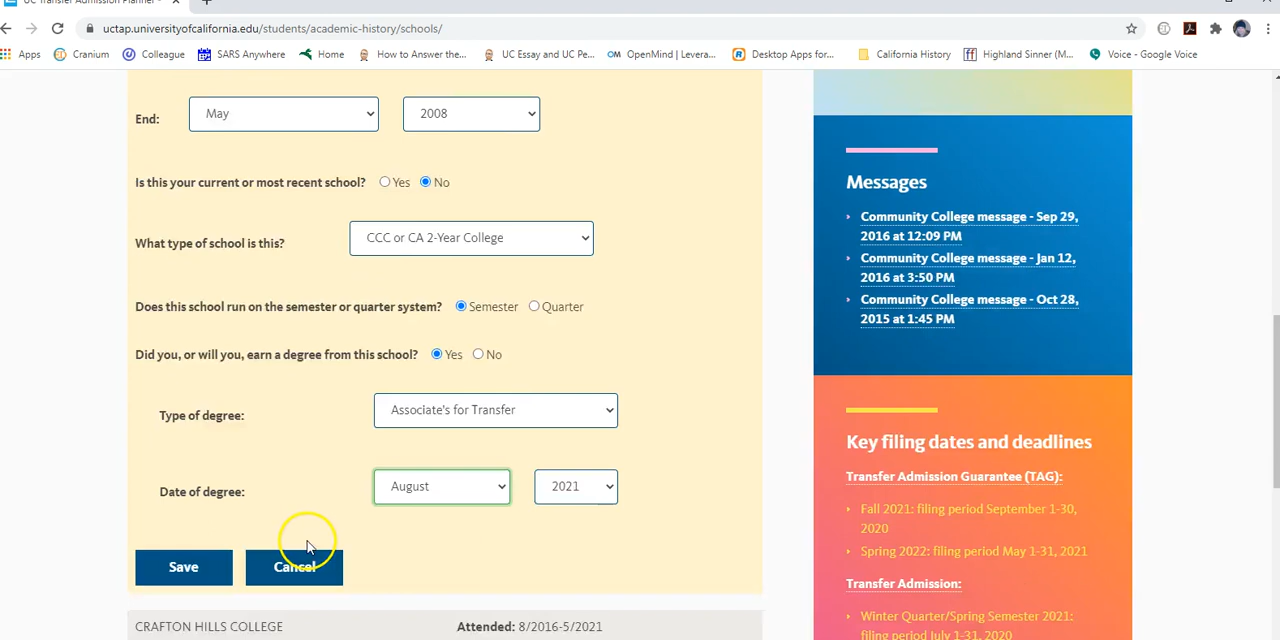 UC Transfer Admission Planner -
uctap.universityofcalifornia.edu/students/academic-history/schools/
Apps Cranium Colleague SARS Anywhere Home How to Answer the... UC Essay and UC Pe... OM OpenMind | Levera... Desktop Apps for... California History ff Highland Sinner (M... Voice - Google Voice
End: May 2008
Is this your current or most recent school? Yes No
What type of school is this? CCC or CA 2-Year College
Does this school run on the semester or quarter system? Semester Quarter
Did you, or will you, earn a degree from this school? Yes No
Type of degree: Associate's for Transfer
Date of degree: August 2021
Save Cancel
CRAFTON HILLS COLLEGE Attended: 8/2016-5/2021
Messages
Community College message - Sep 29,
2016 at 12:09 PM
Community College message - Jan 12,
2016 at 3:50 PM
Community College message - Oct 28,
2015 at 1:45 PM
Key filing dates and deadlines
Transfer Admission Guarantee (TAG):
Fall 2021: filing period September 1-30,
2020
Spring 2022: filing period May 1-31, 2021
Transfer Admission:
Winter Quarter/Spring Semester 2021:
filing period July 1-31, 2020